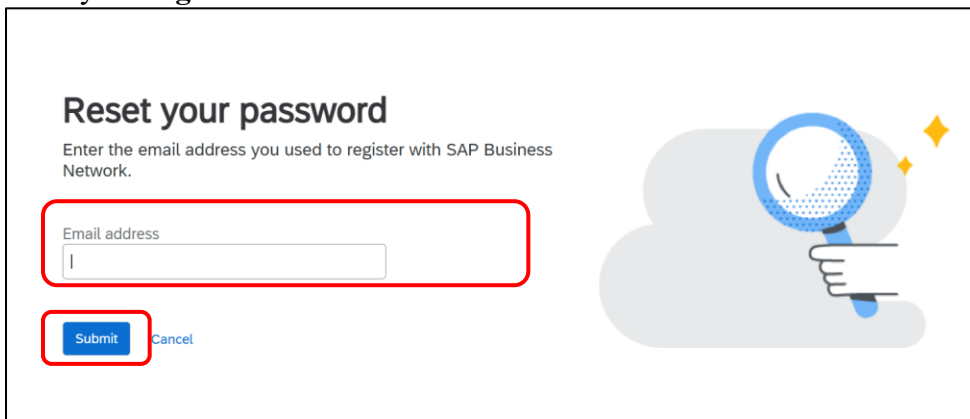 Reset your password
Enter the email address you used to register with SAP Business
Network.
Email address
Submit Cancel